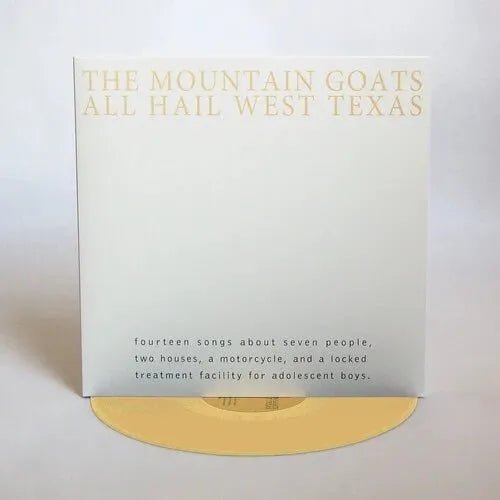 THE MOUNTAIN GOATS
ALL HAIL WEST TEXAS
fourteen songs about seven people,
two houses, a motorcycle, and a locked
treatment facility for adolescent boys.